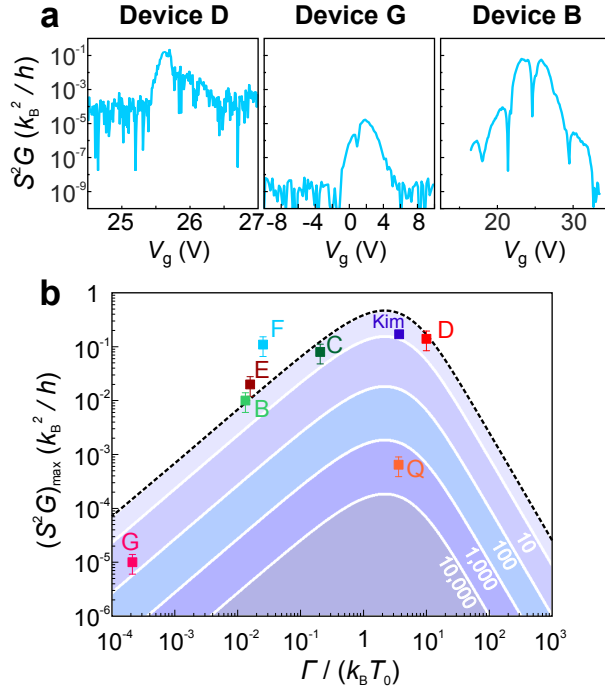 Device D Device G Device B
a
S²G (k_B² / h)
10⁻¹
10⁻³
10⁻⁵
10⁻⁷
10⁻⁹
25 26 27 -8 -4 0 4 8 20 30
V_g (V) V_g (V) V_g (V)
b
(S²G)_max (k_B² / h)
1
10⁻¹
10⁻²
10⁻³
10⁻⁴
10⁻⁵
10⁻⁶
F
Kim
D
C
E
B
Q
G
10
100
1,000
10,000
10⁻⁴ 10⁻³ 10⁻² 10⁻¹ 1 10¹ 10² 10³
Γ / (k_B T₀)